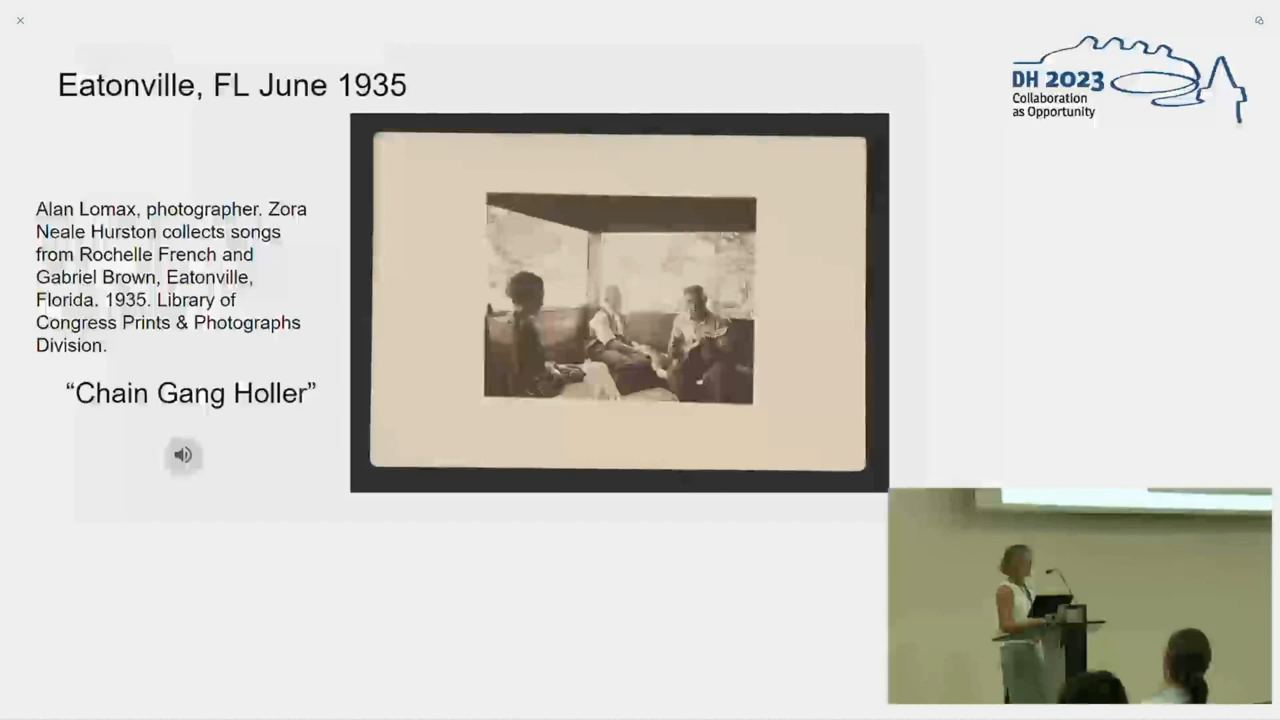 Eatonville, FL June 1935
DH 2023
Collaboration
as Opportunity
Alan Lomax, photographer. Zora
Neale Hurston collects songs
from Rochelle French and
Gabriel Brown, Eatonville,
Florida. 1935. Library of
Congress Prints & Photographs
Division.
“Chain Gang Holler”